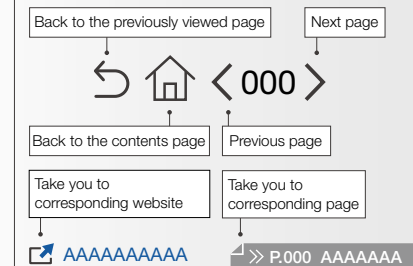 Back to the previously viewed page
Next page
000
Back to the contents page
Previous page
Take you to
corresponding website
Take you to
corresponding page
AAAAAAAAAA
P.000 AAAAAAA